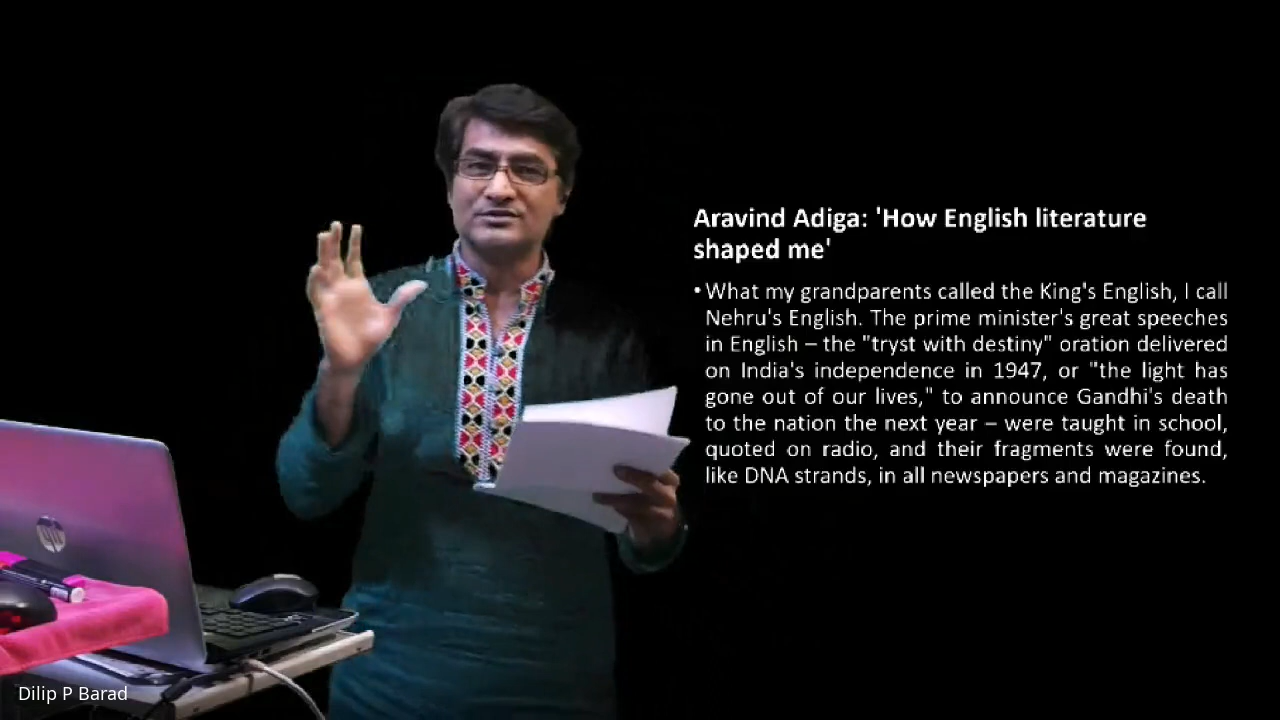 Aravind Adiga: 'How English literature
shaped me'
• What my grandparents called the King's English, I call
Nehru's English. The prime minister's great speeches
in English – the "tryst with destiny" oration delivered
on India's independence in 1947, or "the light has
gone out of our lives," to announce Gandhi's death
to the nation the next year – were taught in school,
quoted on radio, and their fragments were found,
like DNA strands, in all newspapers and magazines.
hp
Dilip P Barad